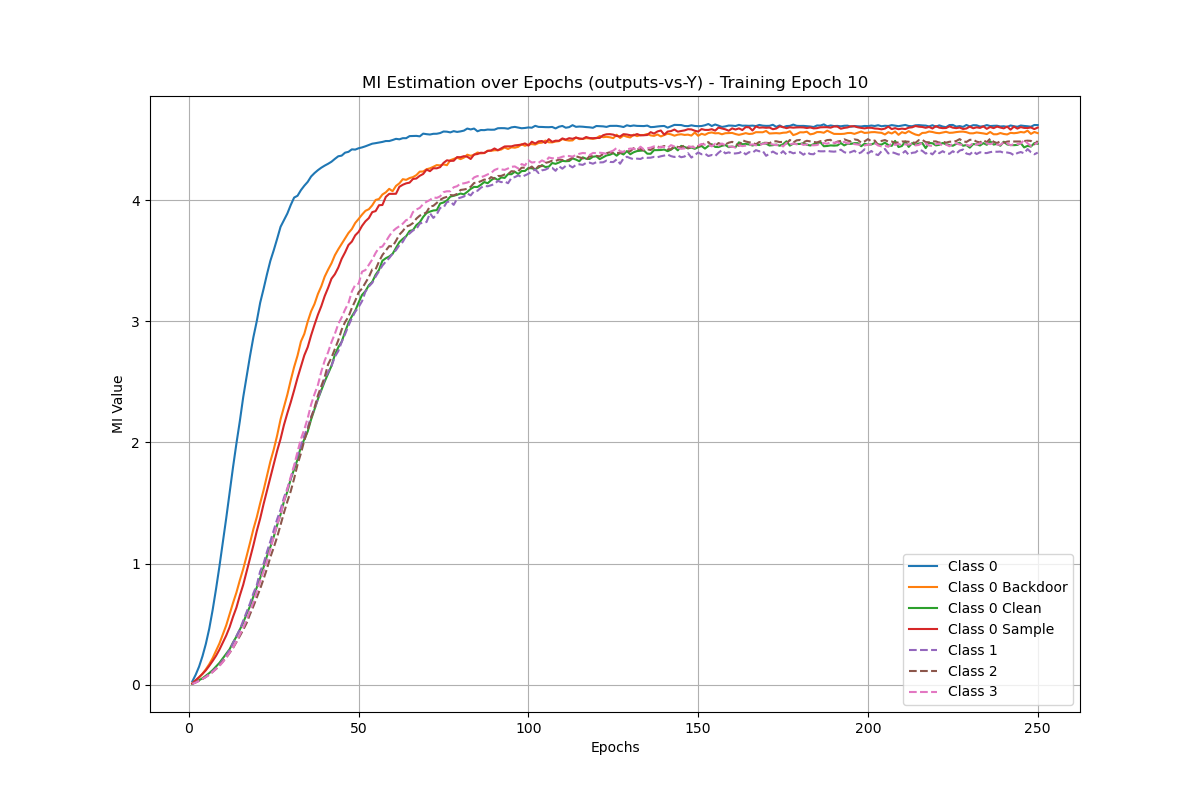 MI Estimation over Epochs (outputs-vs-Y) - Training Epoch 10
MI Value
4
3
2
1
0
0 50 100 150 200 250
Epochs
Class 0
Class 0 Backdoor
Class 0 Clean
Class 0 Sample
Class 1
Class 2
Class 3